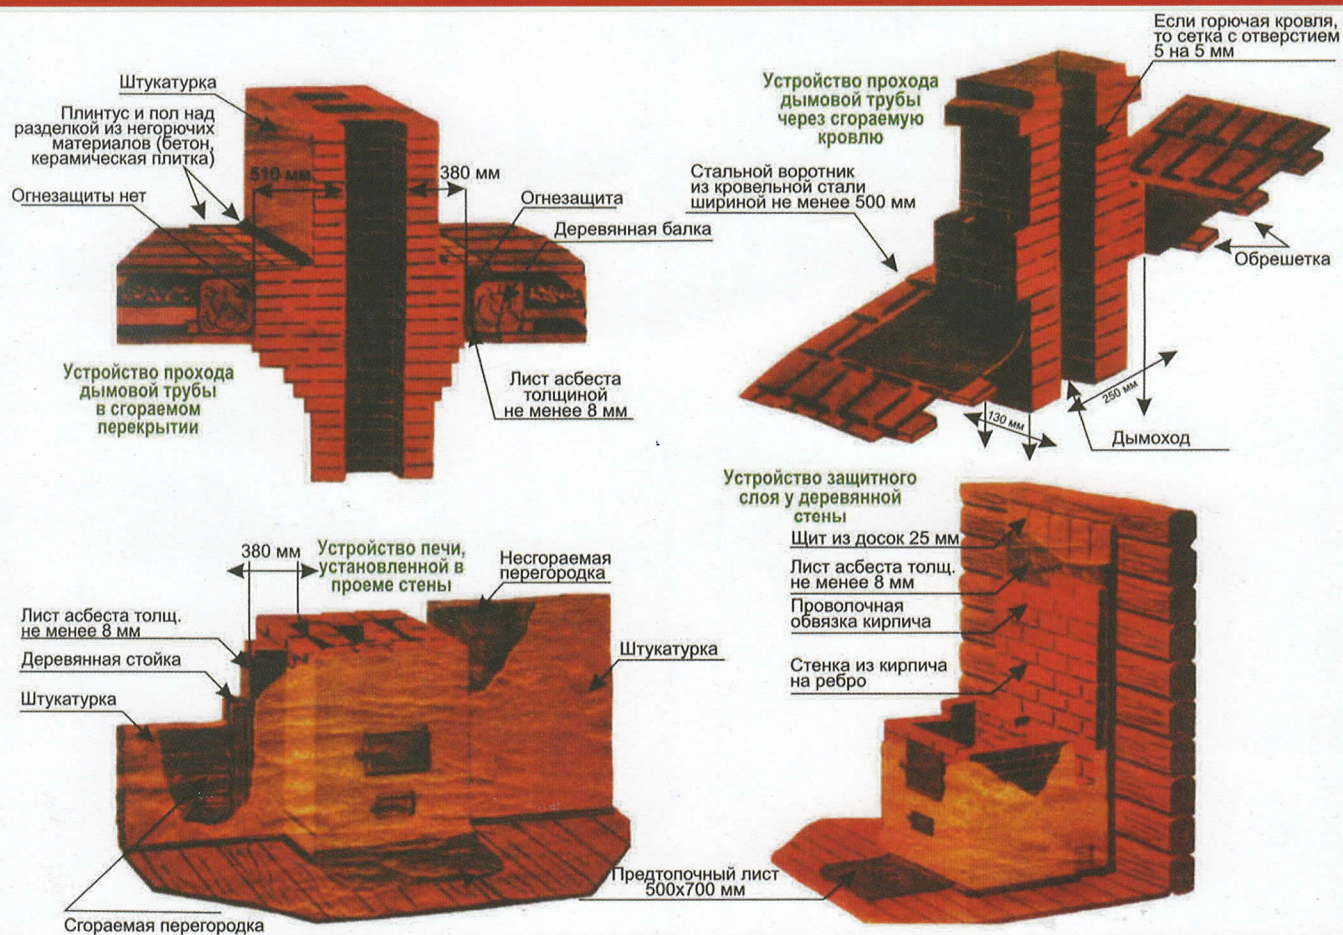 Штукатурка
Плинтус и пол над
разделкой из негорючих
материалов (бетон,
керамическая плитка)
Огнезащиты нет
510 мм
380 мм
Огнезащита
Деревянная балка
Устройство прохода
дымовой трубы
в сгораемом
перекрытии
Лист асбеста
толщиной
не менее 8 мм
Если горючая кровля,
то сетка с отверстием
5 на 5 мм
Устройство прохода
дымовой трубы
через сгораемую
кровлю
Стальной воротник
из кровельной стали
шириной не менее 500 мм
Обрешетка
250 мм
130 мм
Дымоход
380 мм
Устройство печи,
установленной в
проеме стены
Несгораемая
перегородка
Лист асбеста толщ.
не менее 8 мм
Деревянная стойка
Штукатурка
Штукатурка
Сгораемая перегородка
Предтопочный лист
500х700 мм
Устройство защитного
слоя у деревянной
стены
Щит из досок 25 мм
Лист асбеста толщ.
не менее 8 мм
Проволочная
обвязка кирпича
Стенка из кирпича
на ребро